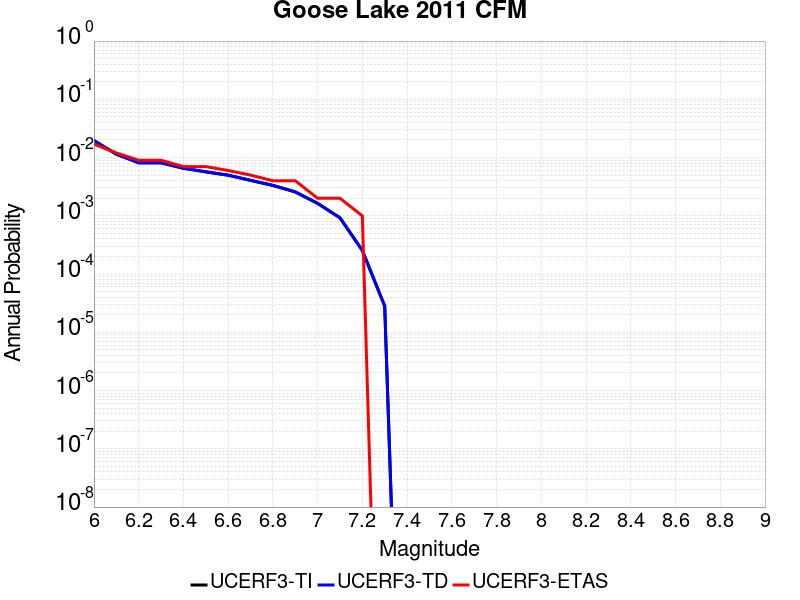 Goose Lake 2011 CFM
10^0
10^-1
10^-2
10^-3
10^-4
10^-5
10^-6
10^-7
10^-8
Annual Probability
6 6.2 6.4 6.6 6.8 7 7.2 7.4 7.6 7.8 8 8.2 8.4 8.6 8.8 9
Magnitude
UCERF3-TI UCERF3-TD UCERF3-ETAS